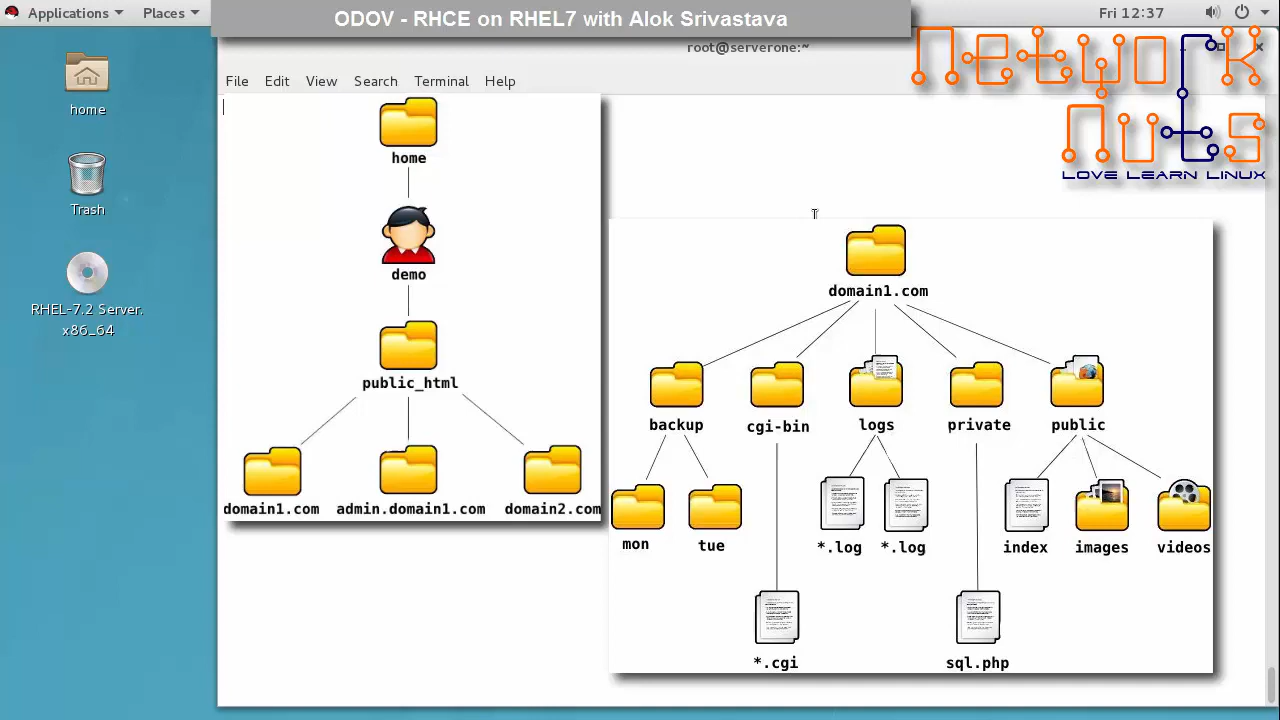 Applications
Places
ODOV - RHCE on RHEL7 with Alok Srivastava
Fri 12:37
root@serverone:~
File Edit View Search Terminal Help
NETWORK
NUTS
LOVE LEARN LINUX
home
Trash
RHEL-7.2 Server.
x86_64
home
demo
public_html
domain1.com admin.domain1.com domain2.com
domain1.com
backup cgi-bin logs private public
mon tue *.log *.log index images videos
*.cgi sql.php